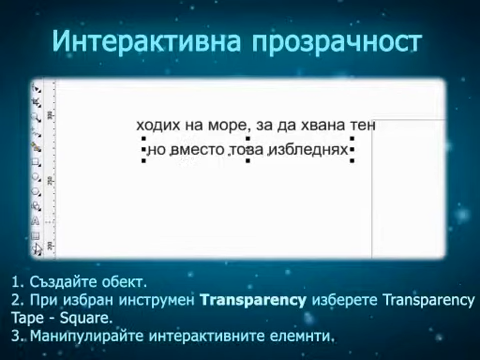 Интерактивна прозрачност
ходих на море, за да хвана тен
но вместо това избледнях
1. Създайте обект.
2. При избран инструмен Transparency изберете Transparency
Tape - Square.
3. Манипулирайте интерактивните елемнти.